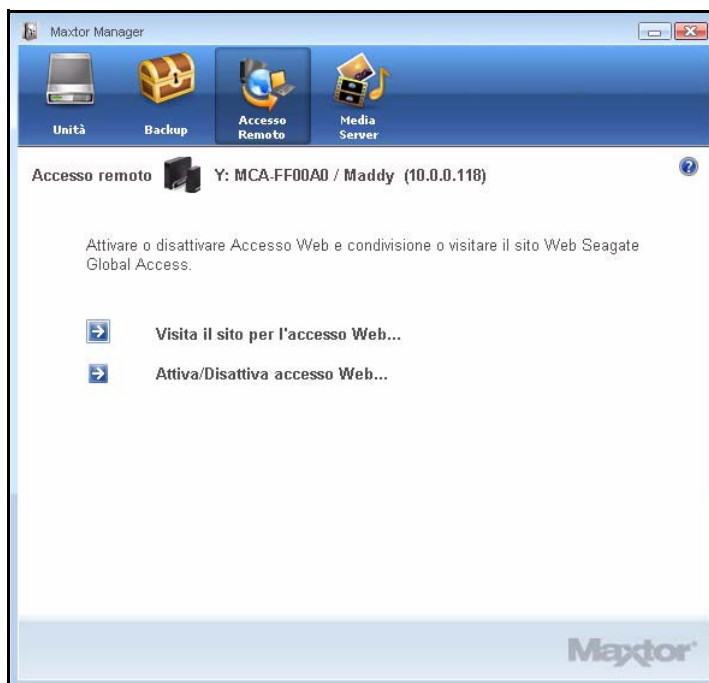 Maxtor Manager
Unità
Backup
Accesso
Remoto
Media
Server
Accesso remoto
Y: MCA-FF00A0 / Maddy (10.0.0.118)
?
Attivare o disattivare Accesso Web e condivisione o visitare il sito Web Seagate
Global Access.
Visita il sito per l'accesso Web...
Attiva/Disattiva accesso Web...
Maxtor